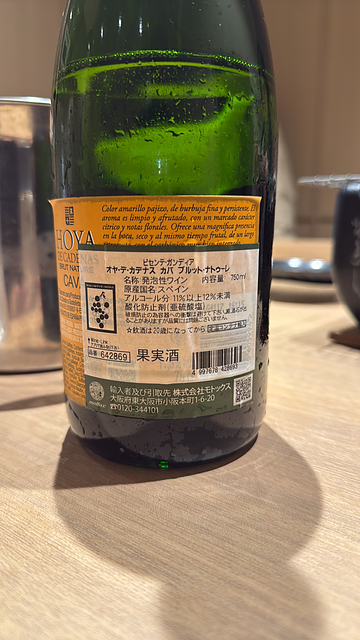 Color amarillo pajizo, de burbuja fina y persistente. El
aroma es limpio y afrutado, con un marcado carácter
cítrico y notas florales. Ofrece una magnífica presencia
en la boca, seco y al mismo tiempo frutal, de un largo
HOYA
DE CADENAS
BRUT NATURE
CAVA
ビセンテ・ガンディア
オヤ・デ・カデナス カバ ブルット・ナトゥーレ
名称:発泡性ワイン 内容量:750ml
原産国名:スペイン
アルコール分:11%以上12%未満
酸化防止剤(亜硫酸塩)
☆飲酒は20歳になってから
品番 642869
果実酒
4 997678 428693
輸入者及び引取先 株式会社モトックス
大阪府東大阪市小阪本町1-6-20
☎0120-344101